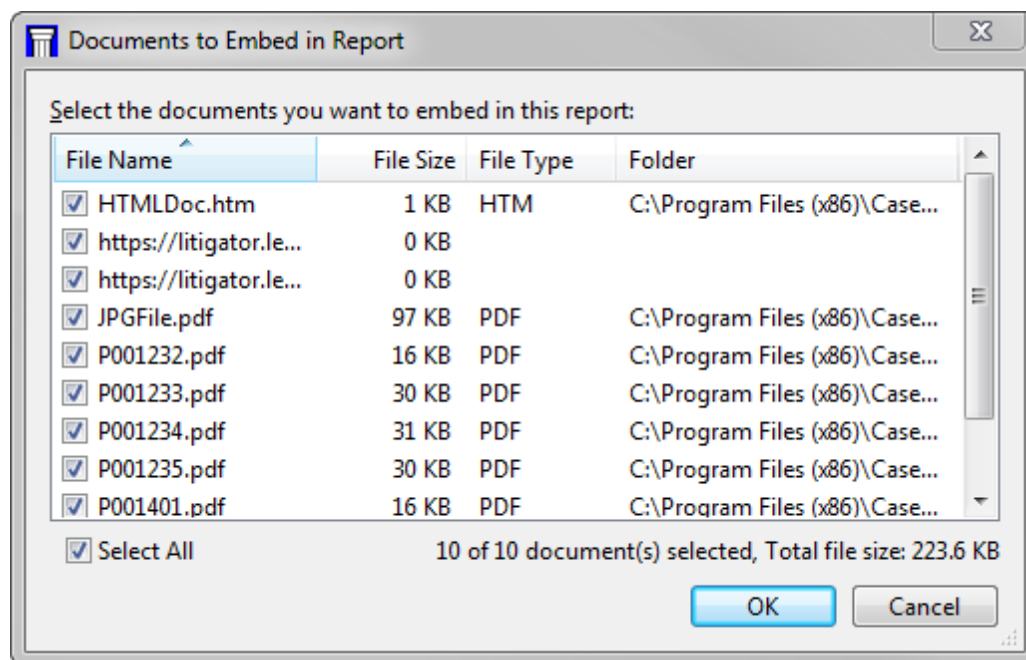 Documents to Embed in Report
Select the documents you want to embed in this report:
File Name File Size File Type Folder
HTMLDoc.htm 1 KB HTM C:\Program Files (x86)\Case...
https://litigator.le... 0 KB
https://litigator.le... 0 KB
JPGFile.pdf 97 KB PDF C:\Program Files (x86)\Case...
P001232.pdf 16 KB PDF C:\Program Files (x86)\Case...
P001233.pdf 30 KB PDF C:\Program Files (x86)\Case...
P001234.pdf 31 KB PDF C:\Program Files (x86)\Case...
P001235.pdf 30 KB PDF C:\Program Files (x86)\Case...
P001401.pdf 16 KB PDF C:\Program Files (x86)\Case...
Select All 10 of 10 document(s) selected, Total file size: 223.6 KB
OK Cancel